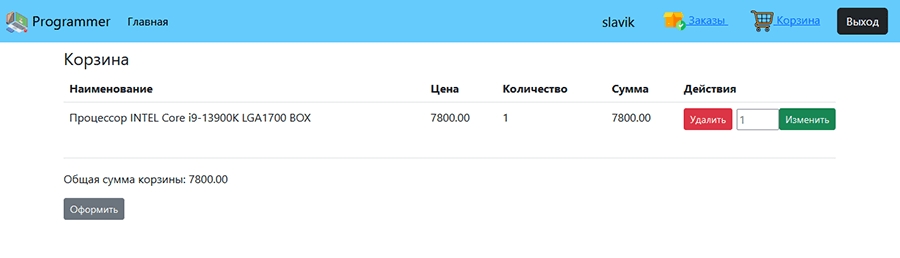 Programmer Главная slavik Заказы Корзина Выход
Корзина
Наименование Цена Количество Сумма Действия
Процессор INTEL Core i9-13900K LGA1700 BOX 7800.00 1 7800.00 Удалить 1 Изменить
Общая сумма корзины: 7800.00
Оформить